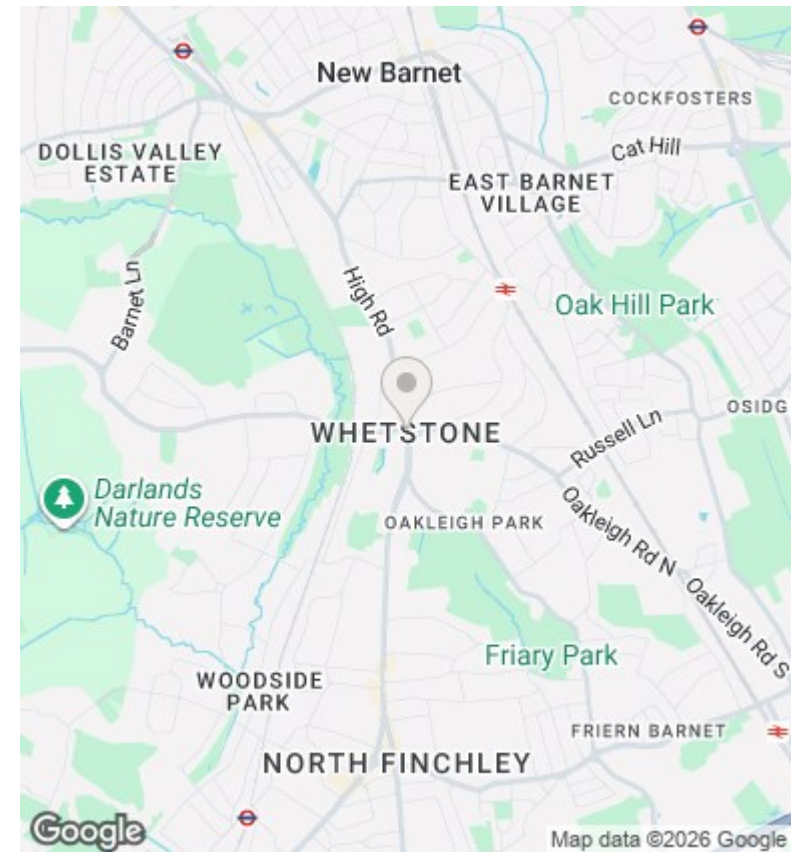 New Barnet
COCKFOSTERS
Cat Hill
DOLLIS VALLEY
ESTATE
EAST BARNET
VILLAGE
Barnet Ln
High Rd
Oak Hill Park
OSIDG
WHETSTONE
Russell Ln
Darlands
Nature Reserve
OAKLEIGH PARK
Oakleigh Rd N
Oakleigh Rd S
Friary Park
WOODSIDE
PARK
FRIERN BARNET
NORTH FINCHLEY
Google
Map data ©2026 Google